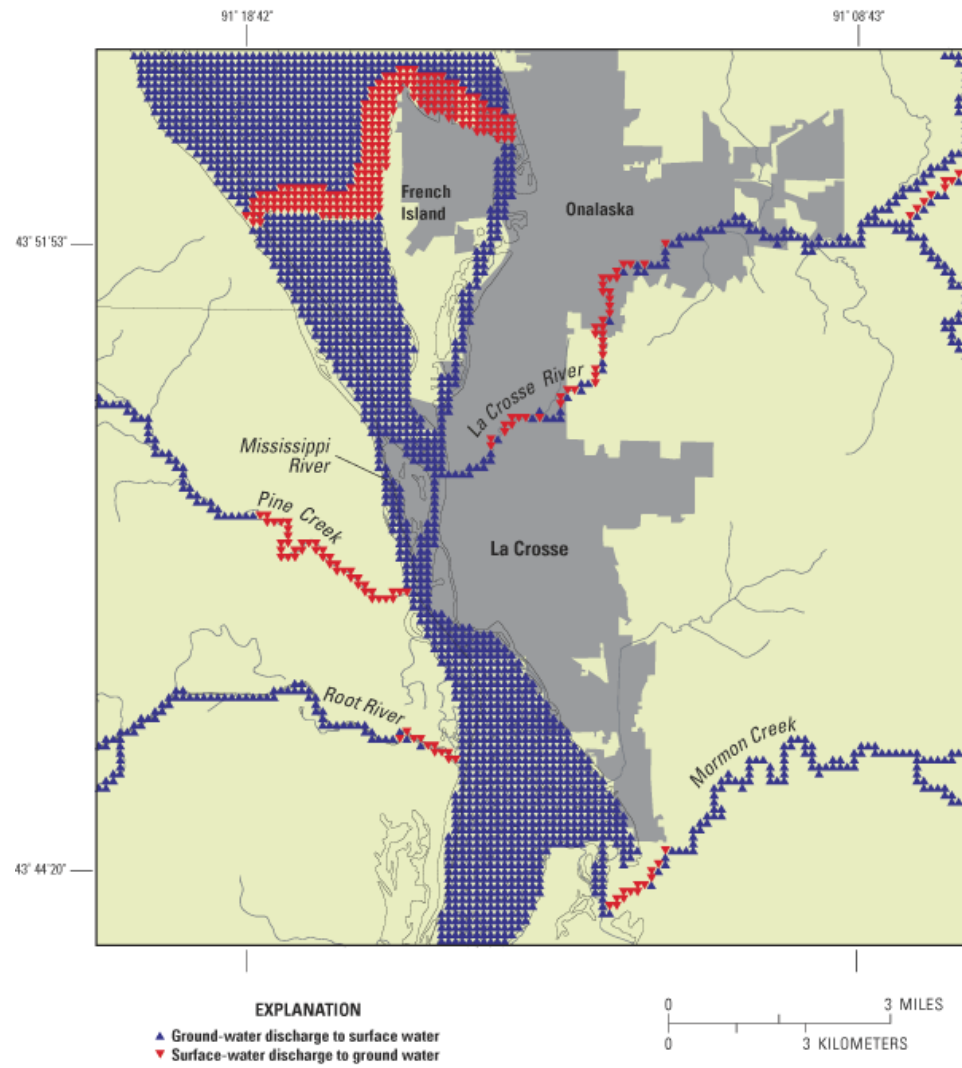 91° 18'42"
91° 08'43"
French
Island
Onalaska
43° 51'53"
La Crosse River
Mississippi
River
Pine Creek
La Crosse
Root River
Mormon Creek
43° 44'20"
EXPLANATION
Ground-water discharge to surface water
Surface-water discharge to ground water
0 3 MILES
0 3 KILOMETERS